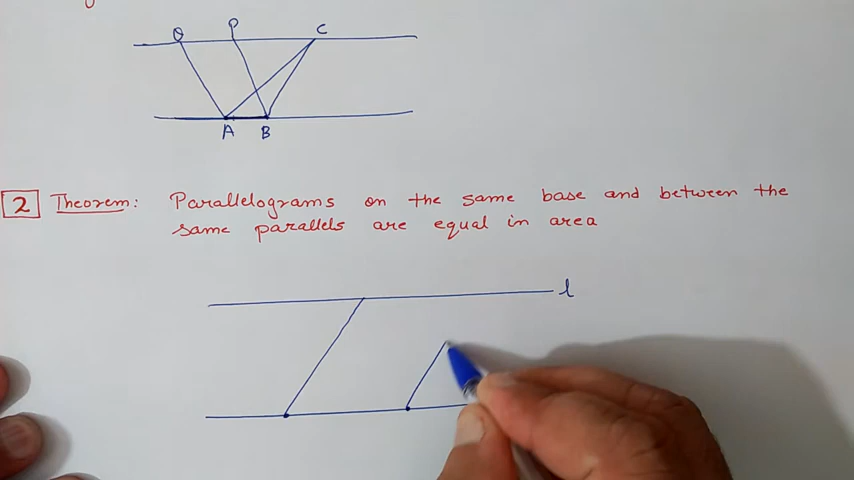 Q P C
A B
2 Theorem: Parallelograms on the same base and between the
same parallels are equal in area
l